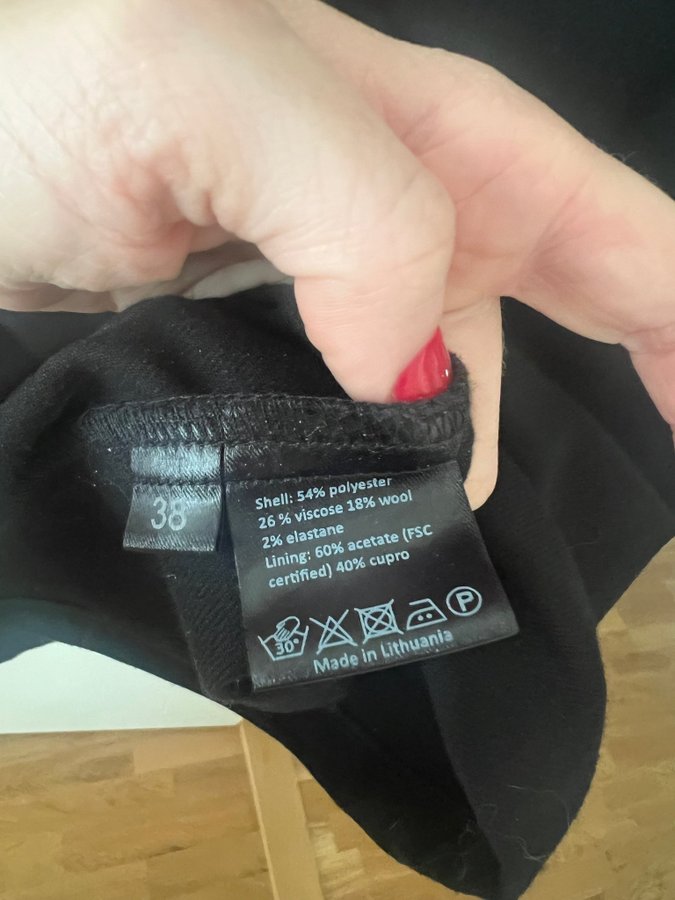 38
Shell: 54% polyester
26 % viscose 18% wool
2% elastane
Lining: 60% acetate (FSC
certified) 40% cupro
30°
P
Made in Lithuania